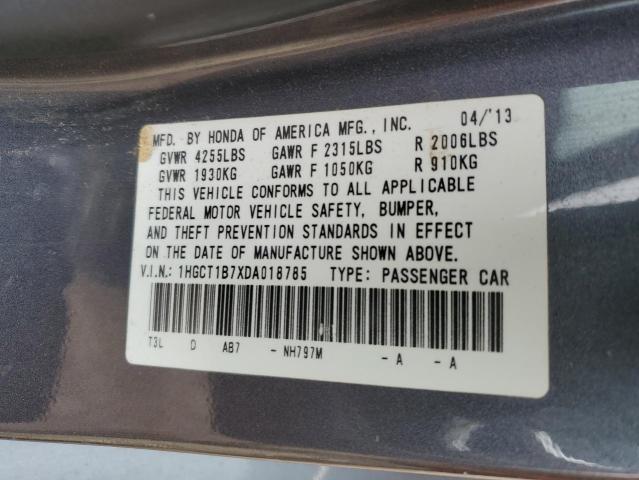 MFD. BY HONDA OF AMERICA MFG., INC. 04/'13
GVWR 4255LBS GAWR F 2315LBS R 2006LBS
GVWR 1930KG GAWR F 1050KG R 910KG
THIS VEHICLE CONFORMS TO ALL APPLICABLE
FEDERAL MOTOR VEHICLE SAFETY, BUMPER,
AND THEFT PREVENTION STANDARDS IN EFFECT
ON THE DATE OF MANUFACTURE SHOWN ABOVE.
V.I.N.: 1HGCT1B7XDA018785 TYPE: PASSENGER CAR
T3L D AB7 - NH797M - A - A